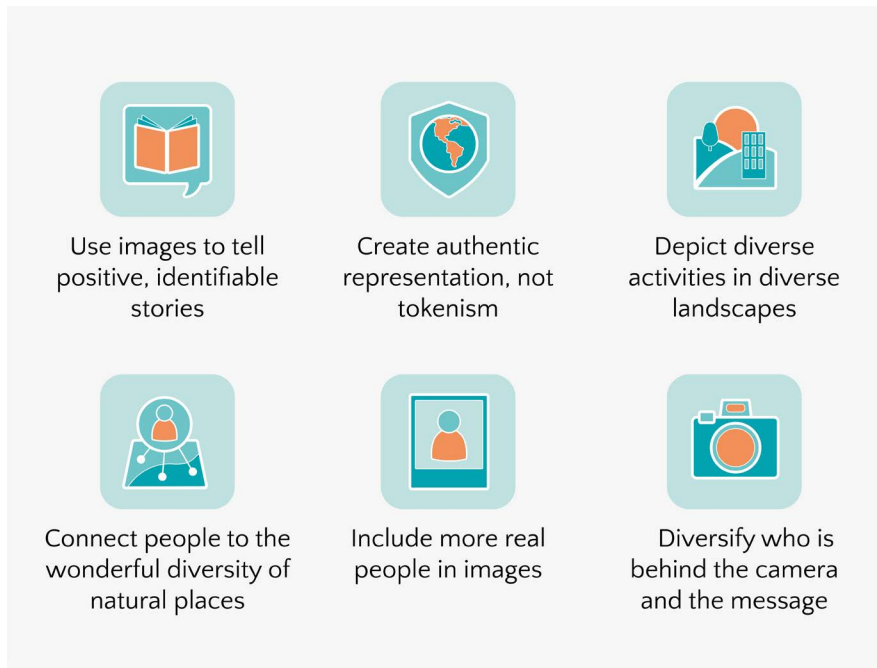 Use images to tell
positive, identifiable
stories
Create authentic
representation, not
tokenism
Depict diverse
activities in diverse
landscapes
Connect people to the
wonderful diversity of
natural places
Include more real
people in images
Diversify who is
behind the camera
and the message